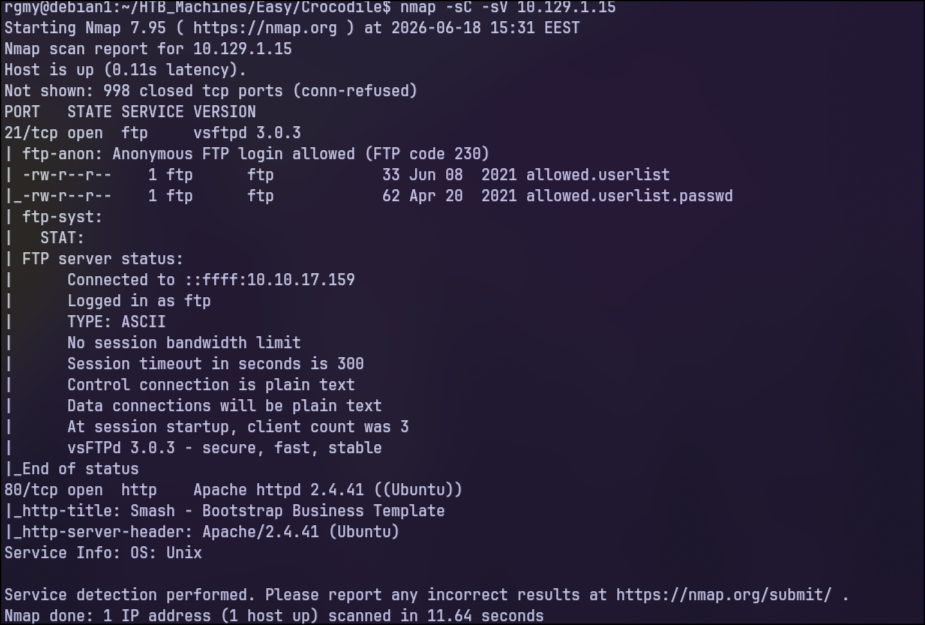 rgmy@debian1:~/HTB_Machines/Easy/Crocodile$ nmap -sC -sV 10.129.1.15
Starting Nmap 7.95 ( https://nmap.org ) at 2026-06-18 15:31 EEST
Nmap scan report for 10.129.1.15
Host is up (0.11s latency).
Not shown: 998 closed tcp ports (conn-refused)
PORT   STATE SERVICE VERSION
21/tcp open  ftp     vsftpd 3.0.3
| ftp-anon: Anonymous FTP login allowed (FTP code 230)
| -rw-r--r--    1 ftp      ftp            33 Jun 08  2021 allowed.userlist
|_-rw-r--r--    1 ftp      ftp            62 Apr 20  2021 allowed.userlist.passwd
| ftp-syst:
|   STAT:
| FTP server status:
|      Connected to ::ffff:10.10.17.159
|      Logged in as ftp
|      TYPE: ASCII
|      No session bandwidth limit
|      Session timeout in seconds is 300
|      Control connection is plain text
|      Data connections will be plain text
|      At session startup, client count was 3
|      vsFTPd 3.0.3 - secure, fast, stable
|_End of status
80/tcp open  http    Apache httpd 2.4.41 ((Ubuntu))
|_http-title: Smash - Bootstrap Business Template
|_http-server-header: Apache/2.4.41 (Ubuntu)
Service Info: OS: Unix

Service detection performed. Please report any incorrect results at https://nmap.org/submit/ .
Nmap done: 1 IP address (1 host up) scanned in 11.64 seconds